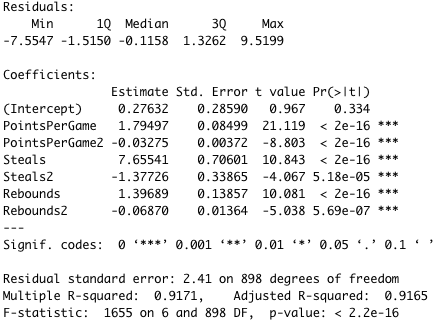 Residuals:
Min 1Q Median 3Q Max
-7.5547 -1.5150 -0.1158 1.3262 9.5199
Coefficients:
Estimate Std. Error t value Pr(>|t|)
(Intercept) 0.27632 0.28590 0.967 0.334
PointsPerGame 1.79497 0.08499 21.119 < 2e-16 ***
PointsPerGame2 -0.03275 0.00372 -8.803 < 2e-16 ***
Steals 7.65541 0.70601 10.843 < 2e-16 ***
Steals2 -1.37726 0.33865 -4.067 5.18e-05 ***
Rebounds 1.39689 0.13857 10.081 < 2e-16 ***
Rebounds2 -0.06870 0.01364 -5.038 5.69e-07 ***
---
Signif. codes: 0 ‘***’ 0.001 ‘**’ 0.01 ‘*’ 0.05 ‘.’ 0.1 ‘ ’
Residual standard error: 2.41 on 898 degrees of freedom
Multiple R-squared: 0.9171, Adjusted R-squared: 0.9165
F-statistic: 1655 on 6 and 898 DF, p-value: < 2.2e-16